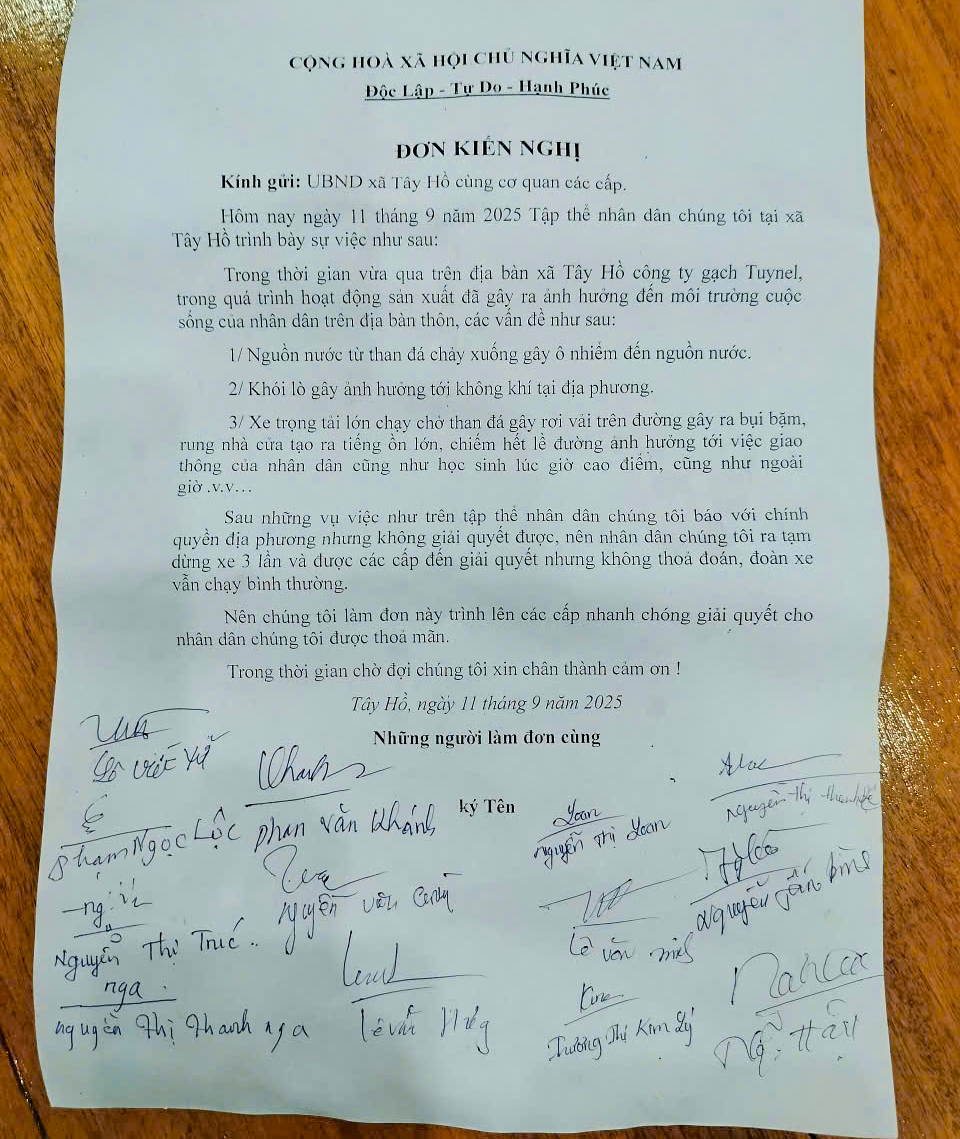 CỘNG HOÀ XÃ HỘI CHỦ NGHĨA VIỆT NAM
Độc Lập - Tự Do - Hạnh Phúc
ĐƠN KIẾN NGHỊ
Kính gửi: UBND xã Tây Hồ cùng cơ quan các cấp.
Hôm nay ngày 11 tháng 9 năm 2025 Tập thể nhân dân chúng tôi tại xã
Tây Hồ trình bày sự việc như sau:
Trong thời gian vừa qua trên địa bàn xã Tây Hồ công ty gạch Tuynel,
trong quá trình hoạt động sản xuất đã gây ra ảnh hưởng đến môi trường cuộc
sống của nhân dân trên địa bàn thôn, các vấn đề như sau:
1/ Nguồn nước từ than đá chảy xuống gây ô nhiễm đến nguồn nước.
2/ Khói lò gây ảnh hưởng tới không khí tại địa phương.
3/ Xe trọng tải lớn chạy chở than đá gây rơi vải trên đường gây ra bụi bặm,
rung nhà cửa tạo ra tiếng ồn lớn, chiếm hết lề đường ảnh hưởng tới việc giao
thông của nhân dân cũng như học sinh lúc giờ cao điểm, cũng như ngoài
giờ .v.v…
Sau những vụ việc như trên tập thể nhân dân chúng tôi báo với chính
quyền địa phương nhưng không giải quyết được, nên nhân dân chúng tôi ra tạm
dừng xe 3 lần và được các cấp đến giải quyết nhưng không thoả đoán, đoàn xe
vẫn chạy bình thường.
Nên chúng tôi làm đơn này trình lên các cấp nhanh chóng giải quyết cho
nhân dân chúng tôi được thoả mãn.
Trong thời gian chờ đợi chúng tôi xin chân thành cảm ơn !
Tây Hồ, ngày 11 tháng 9 năm 2025
Những người làm đơn cùng
ký Tên
Lê Viết
Phạm Ngọc Lộc
phan văn Khánh
Loan
Nguyễn Thị Loan
Nguyễn Thị
Nguyễn Văn
Nguyễn
Nguyễn Thị Trúc
Lê văn
nga
nguyễn Thị Thanh nga
Lê văn
Trương Thị Kim Lý